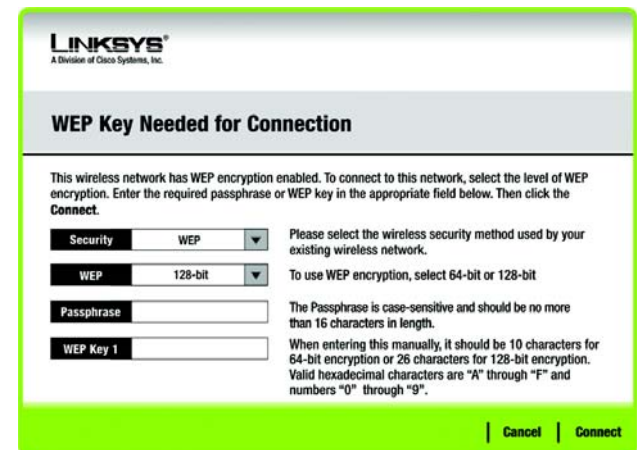 LINKSYS®
A Division of Cisco Systems, Inc.
WEP Key Needed for Connection
This wireless network has WEP encryption enabled. To connect to this network, select the level of WEP
encryption. Enter the required passphrase or WEP key in the appropriate field below. Then click the
Connect.
Security WEP
Please select the wireless security method used by your
existing wireless network.
WEP 128-bit
To use WEP encryption, select 64-bit or 128-bit
Passphrase
The Passphrase is case-sensitive and should be no more
than 16 characters in length.
WEP Key 1
When entering this manually, it should be 10 characters for
64-bit encryption or 26 characters for 128-bit encryption.
Valid hexadecimal characters are "A" through "F" and
numbers "0" through "9".
Cancel Connect